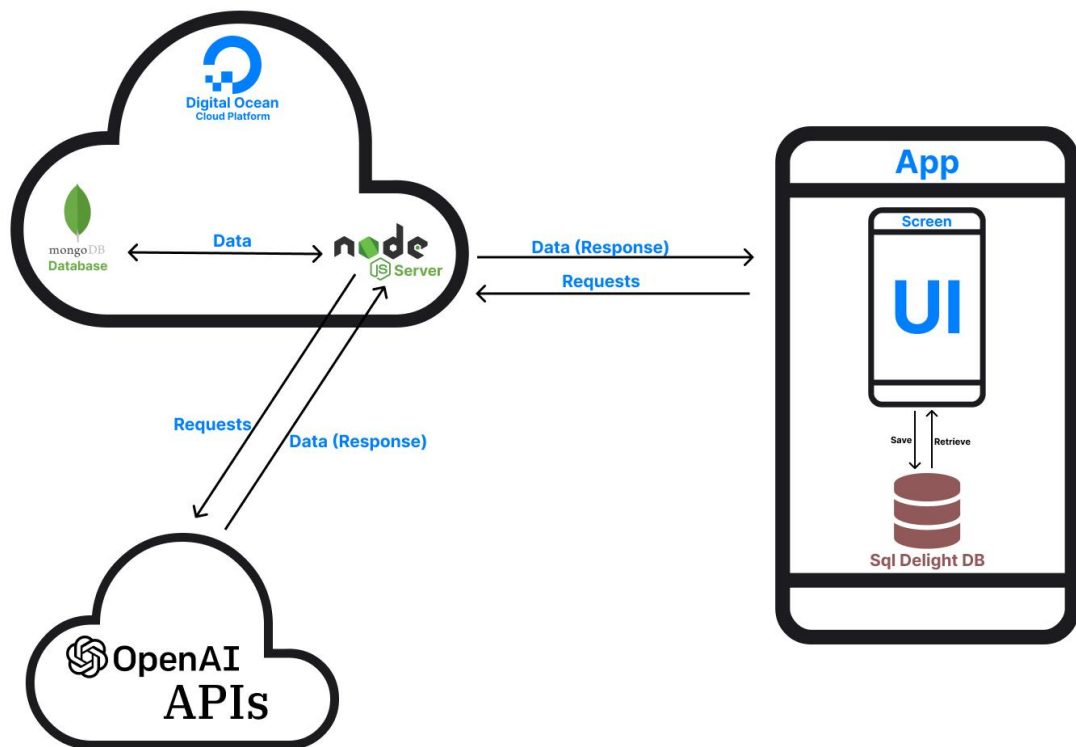 Digital Ocean
Cloud Platform
mongoDB
Database
Data
node
JS
Server
Data (Response)
Requests
Requests
Data (Response)
OpenAI
APIs
App
Screen
UI
Save
Retrieve
Sql Delight DB